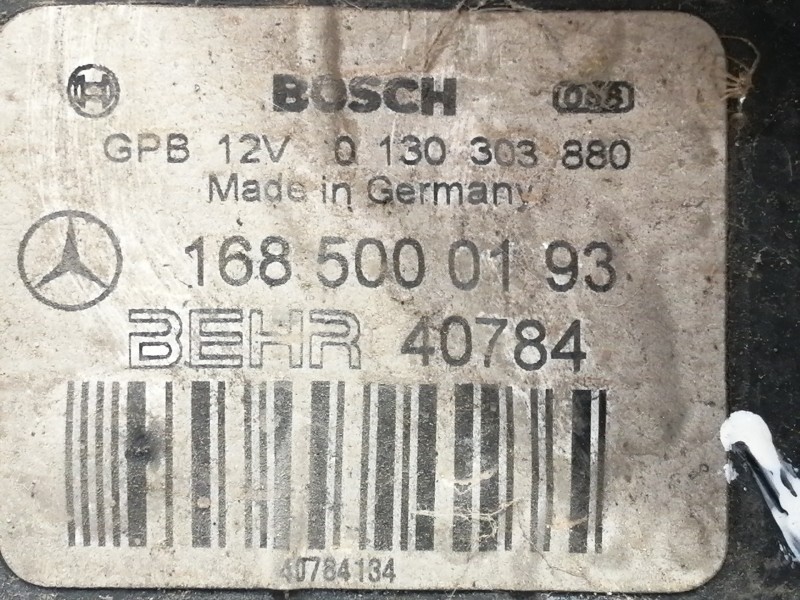 BOSCH
GPB 12V 0 130 303 880
Made in Germany
168 500 01 93
BEHR 40784
40784134